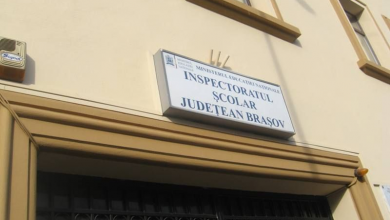 MINISTERUL EDUCAȚIEI NAȚIONALE
INSPECTORATUL
ȘCOLAR
JUDEȚEAN BRAȘOV